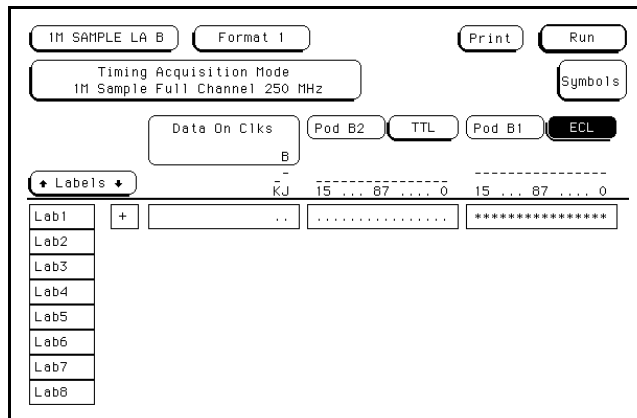 1M SAMPLE LA B Format 1 Print Run
Timing Acquisition Mode
1M Sample Full Channel 250 MHz
Symbols
Data On Clks Pod B2 TTL Pod B1 ECL
B
↑ Labels ↓ KJ 15 ... 87 .... 0 15 ... 87 .... 0
Lab1 + .. ................ ****************
Lab2
Lab3
Lab4
Lab5
Lab6
Lab7
Lab8